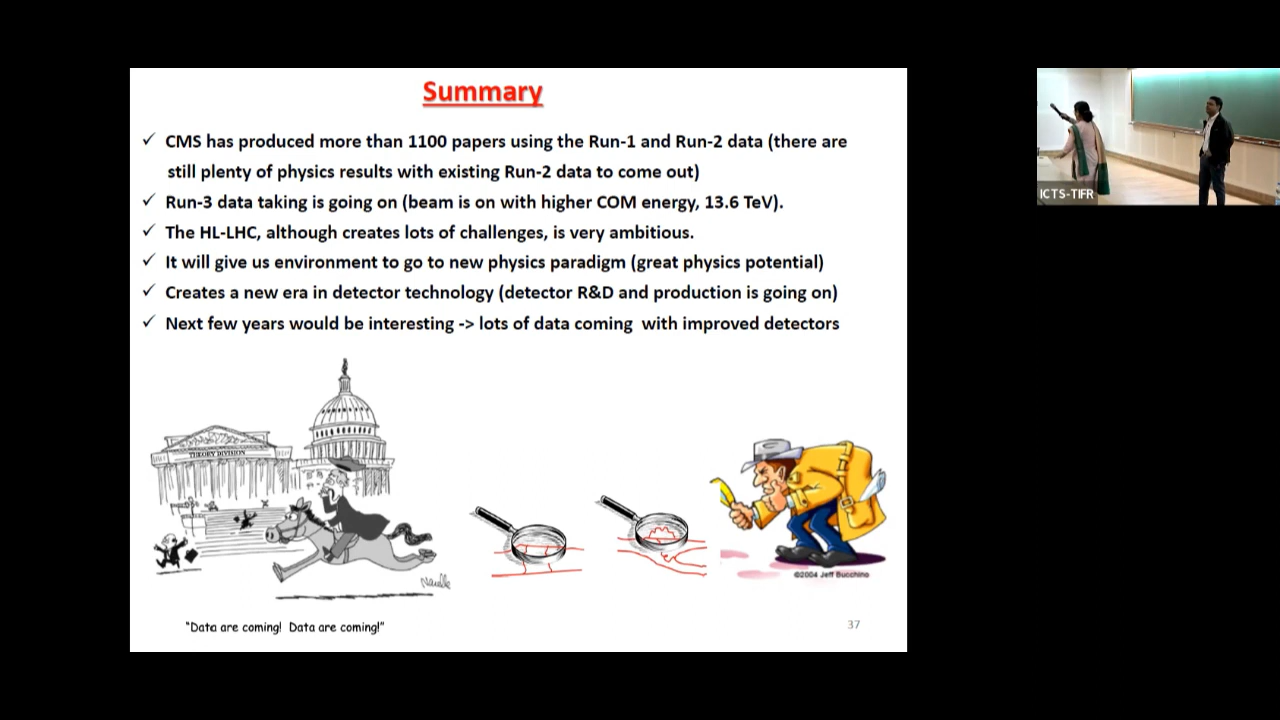 Summary
✓ CMS has produced more than 1100 papers using the Run-1 and Run-2 data (there are
still plenty of physics results with existing Run-2 data to come out)
✓ Run-3 data taking is going on (beam is on with higher COM energy, 13.6 TeV).
✓ The HL-LHC, although creates lots of challenges, is very ambitious.
✓ It will give us environment to go to new physics paradigm (great physics potential)
✓ Creates a new era in detector technology (detector R&D and production is going on)
✓ Next few years would be interesting -> lots of data coming with improved detectors
THEORY DIVISION
©2004 Jeff Bucchino
"Data are coming! Data are coming!"
37
ICTS-TIFR